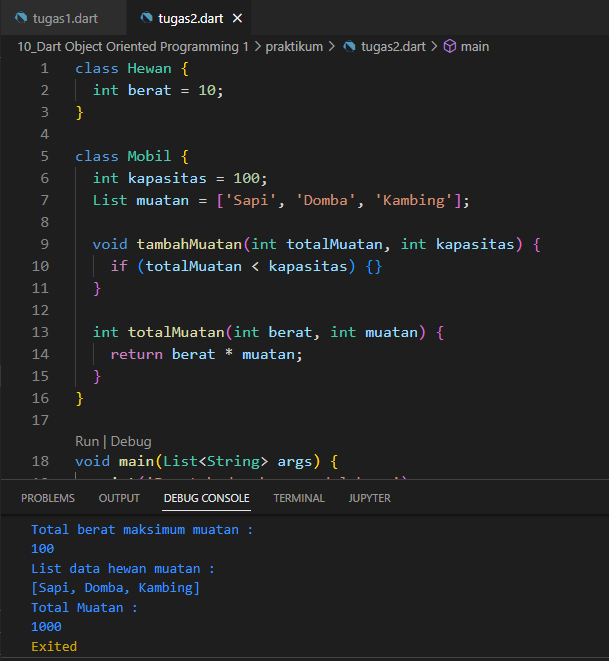 tugas1.dart tugas2.dart
10_Dart Object Oriented Programming 1 > praktikum > tugas2.dart > main
1 class Hewan {
2 int berat = 10;
3 }
4
5 class Mobil {
6 int kapasitas = 100;
7 List muatan = ['Sapi', 'Domba', 'Kambing'];
8
9 void tambahMuatan(int totalMuatan, int kapasitas) {
10 if (totalMuatan < kapasitas) {}
11 }
12
13 int totalMuatan(int berat, int muatan) {
14 return berat * muatan;
15 }
16 }
17
Run | Debug
18 void main(List<String> args) {
PROBLEMS OUTPUT DEBUG CONSOLE TERMINAL JUPYTER
Total berat maksimum muatan :
100
List data hewan muatan :
[Sapi, Domba, Kambing]
Total Muatan :
1000
Exited